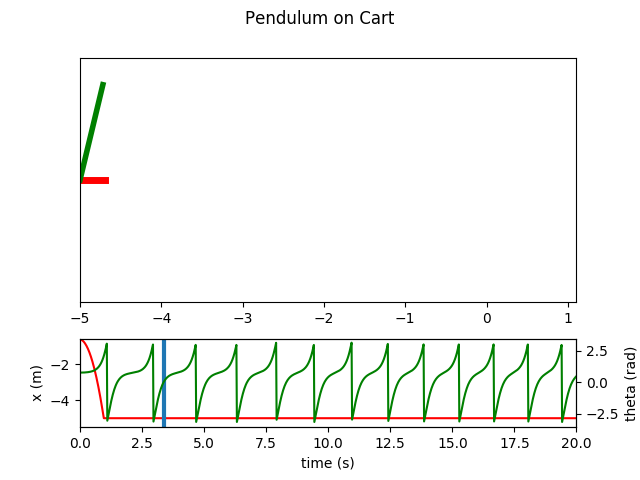 Pendulum on Cart
−5 −4 −3 −2 −1 0 1
−2
−4
x (m)
2.5
0.0
−2.5
theta (rad)
0.0 2.5 5.0 7.5 10.0 12.5 15.0 17.5 20.0
time (s)